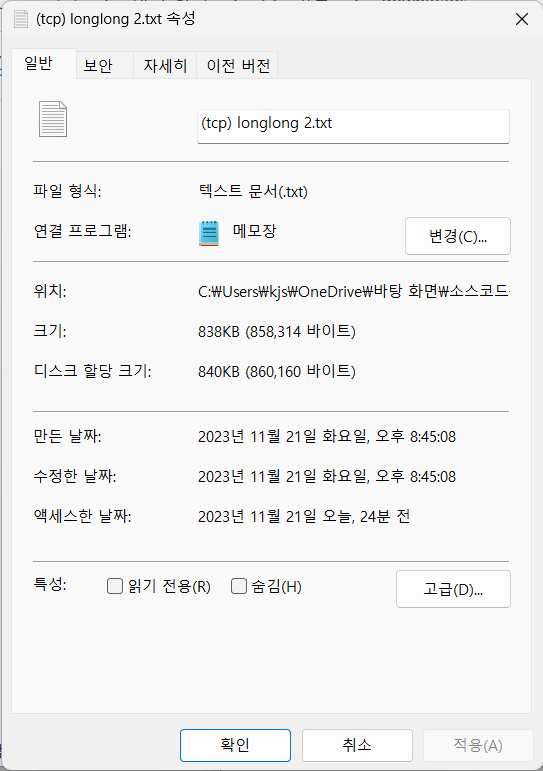 (tcp) longlong 2.txt 속성
일반 보안 자세히 이전 버전
(tcp) longlong 2.txt
파일 형식: 텍스트 문서(.txt)
연결 프로그램: 메모장 변경(C)...
위치: C:₩Users₩kjs₩OneDrive₩바탕 화면₩소스코드
크기: 838KB (858,314 바이트)
디스크 할당 크기: 840KB (860,160 바이트)
만든 날짜: 2023년 11월 21일 화요일, 오후 8:45:08
수정한 날짜: 2023년 11월 21일 화요일, 오후 8:45:08
액세스한 날짜: 2023년 11월 21일 오늘, 24분 전
특성: 읽기 전용(R) 숨김(H) 고급(D)...
확인 취소 적용(A)